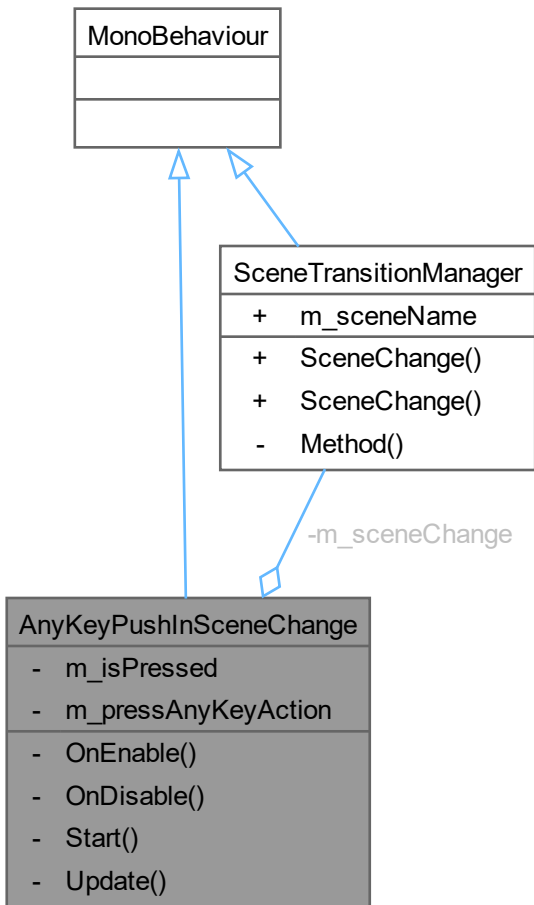 MonoBehaviour
SceneTransitionManager
+ m_sceneName
+ SceneChange()
+ SceneChange()
- Method()
-m_sceneChange
AnyKeyPushInSceneChange
- m_isPressed
- m_pressAnyKeyAction
- OnEnable()
- OnDisable()
- Start()
- Update()